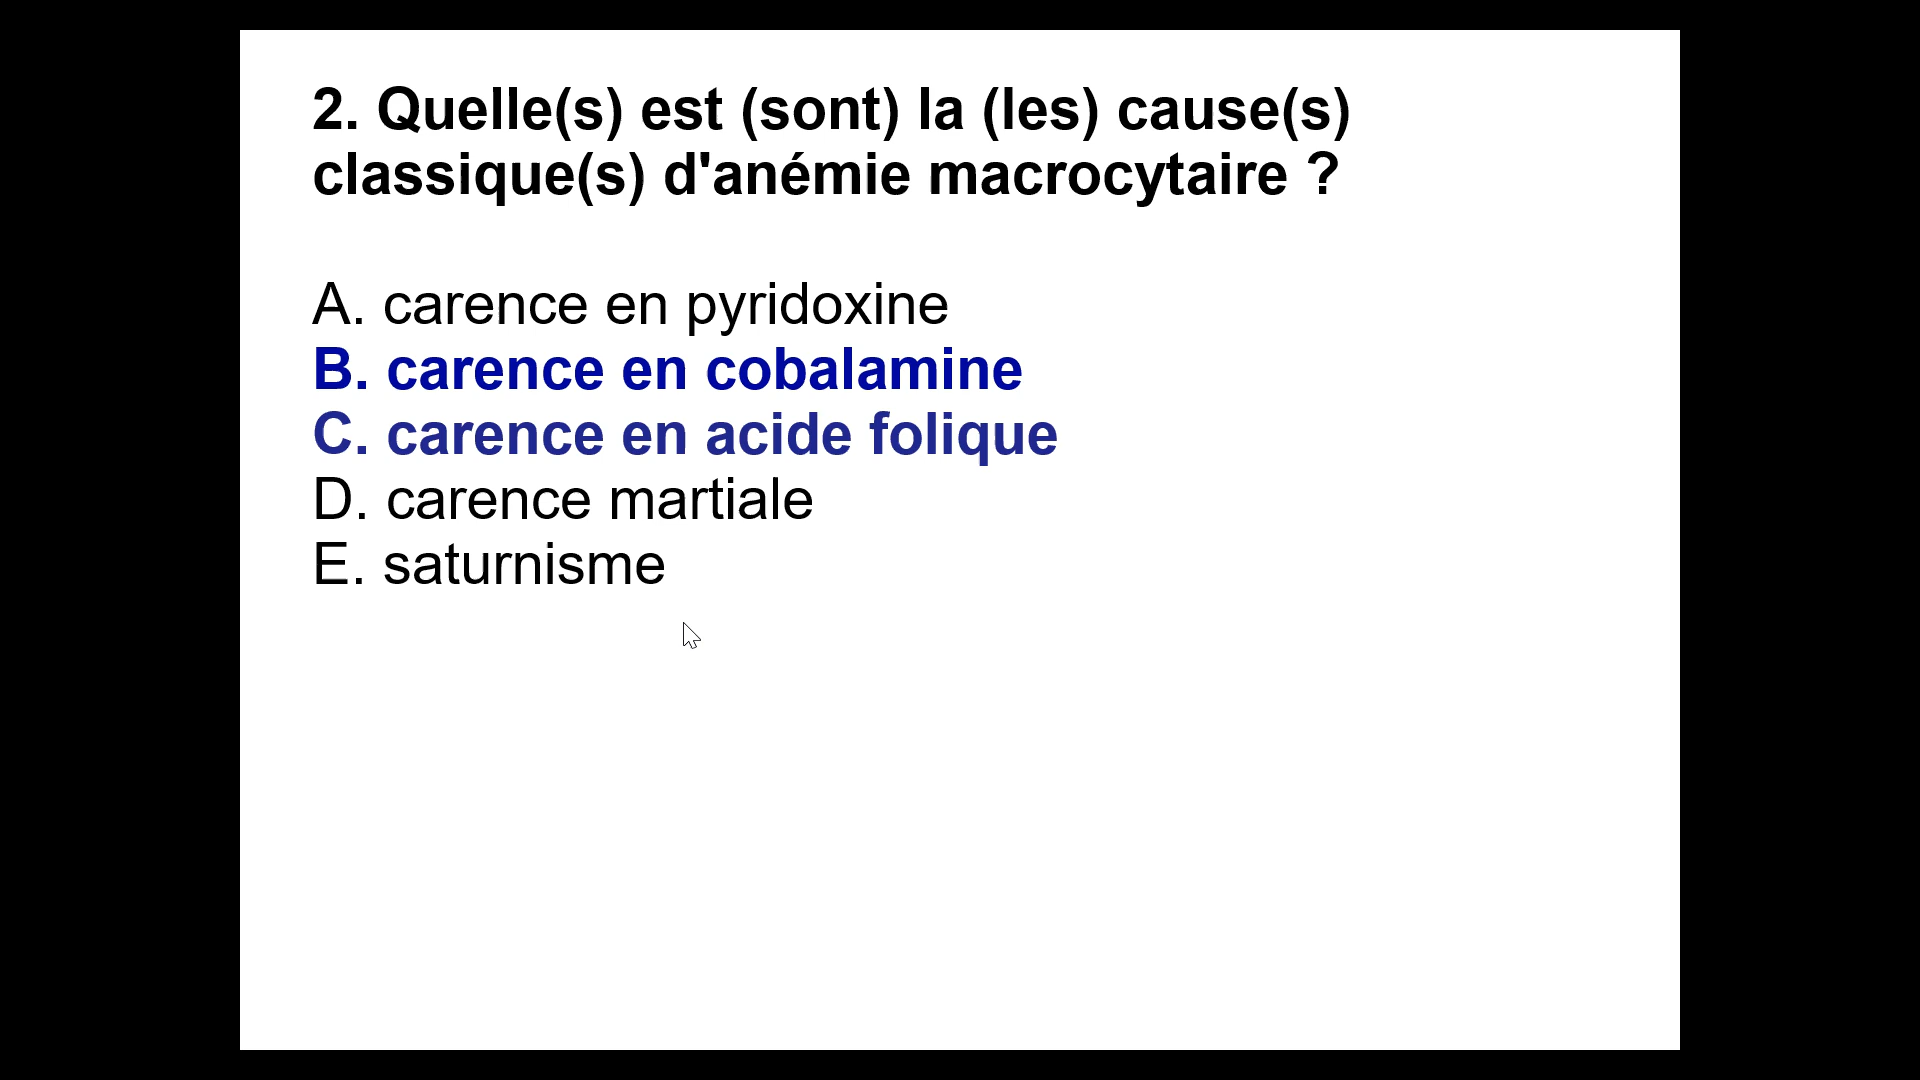 2. Quelle(s) est (sont) la (les) cause(s)
classique(s) d'anémie macrocytaire ?
A. carence en pyridoxine
B. carence en cobalamine
C. carence en acide folique
D. carence martiale
E. saturnisme